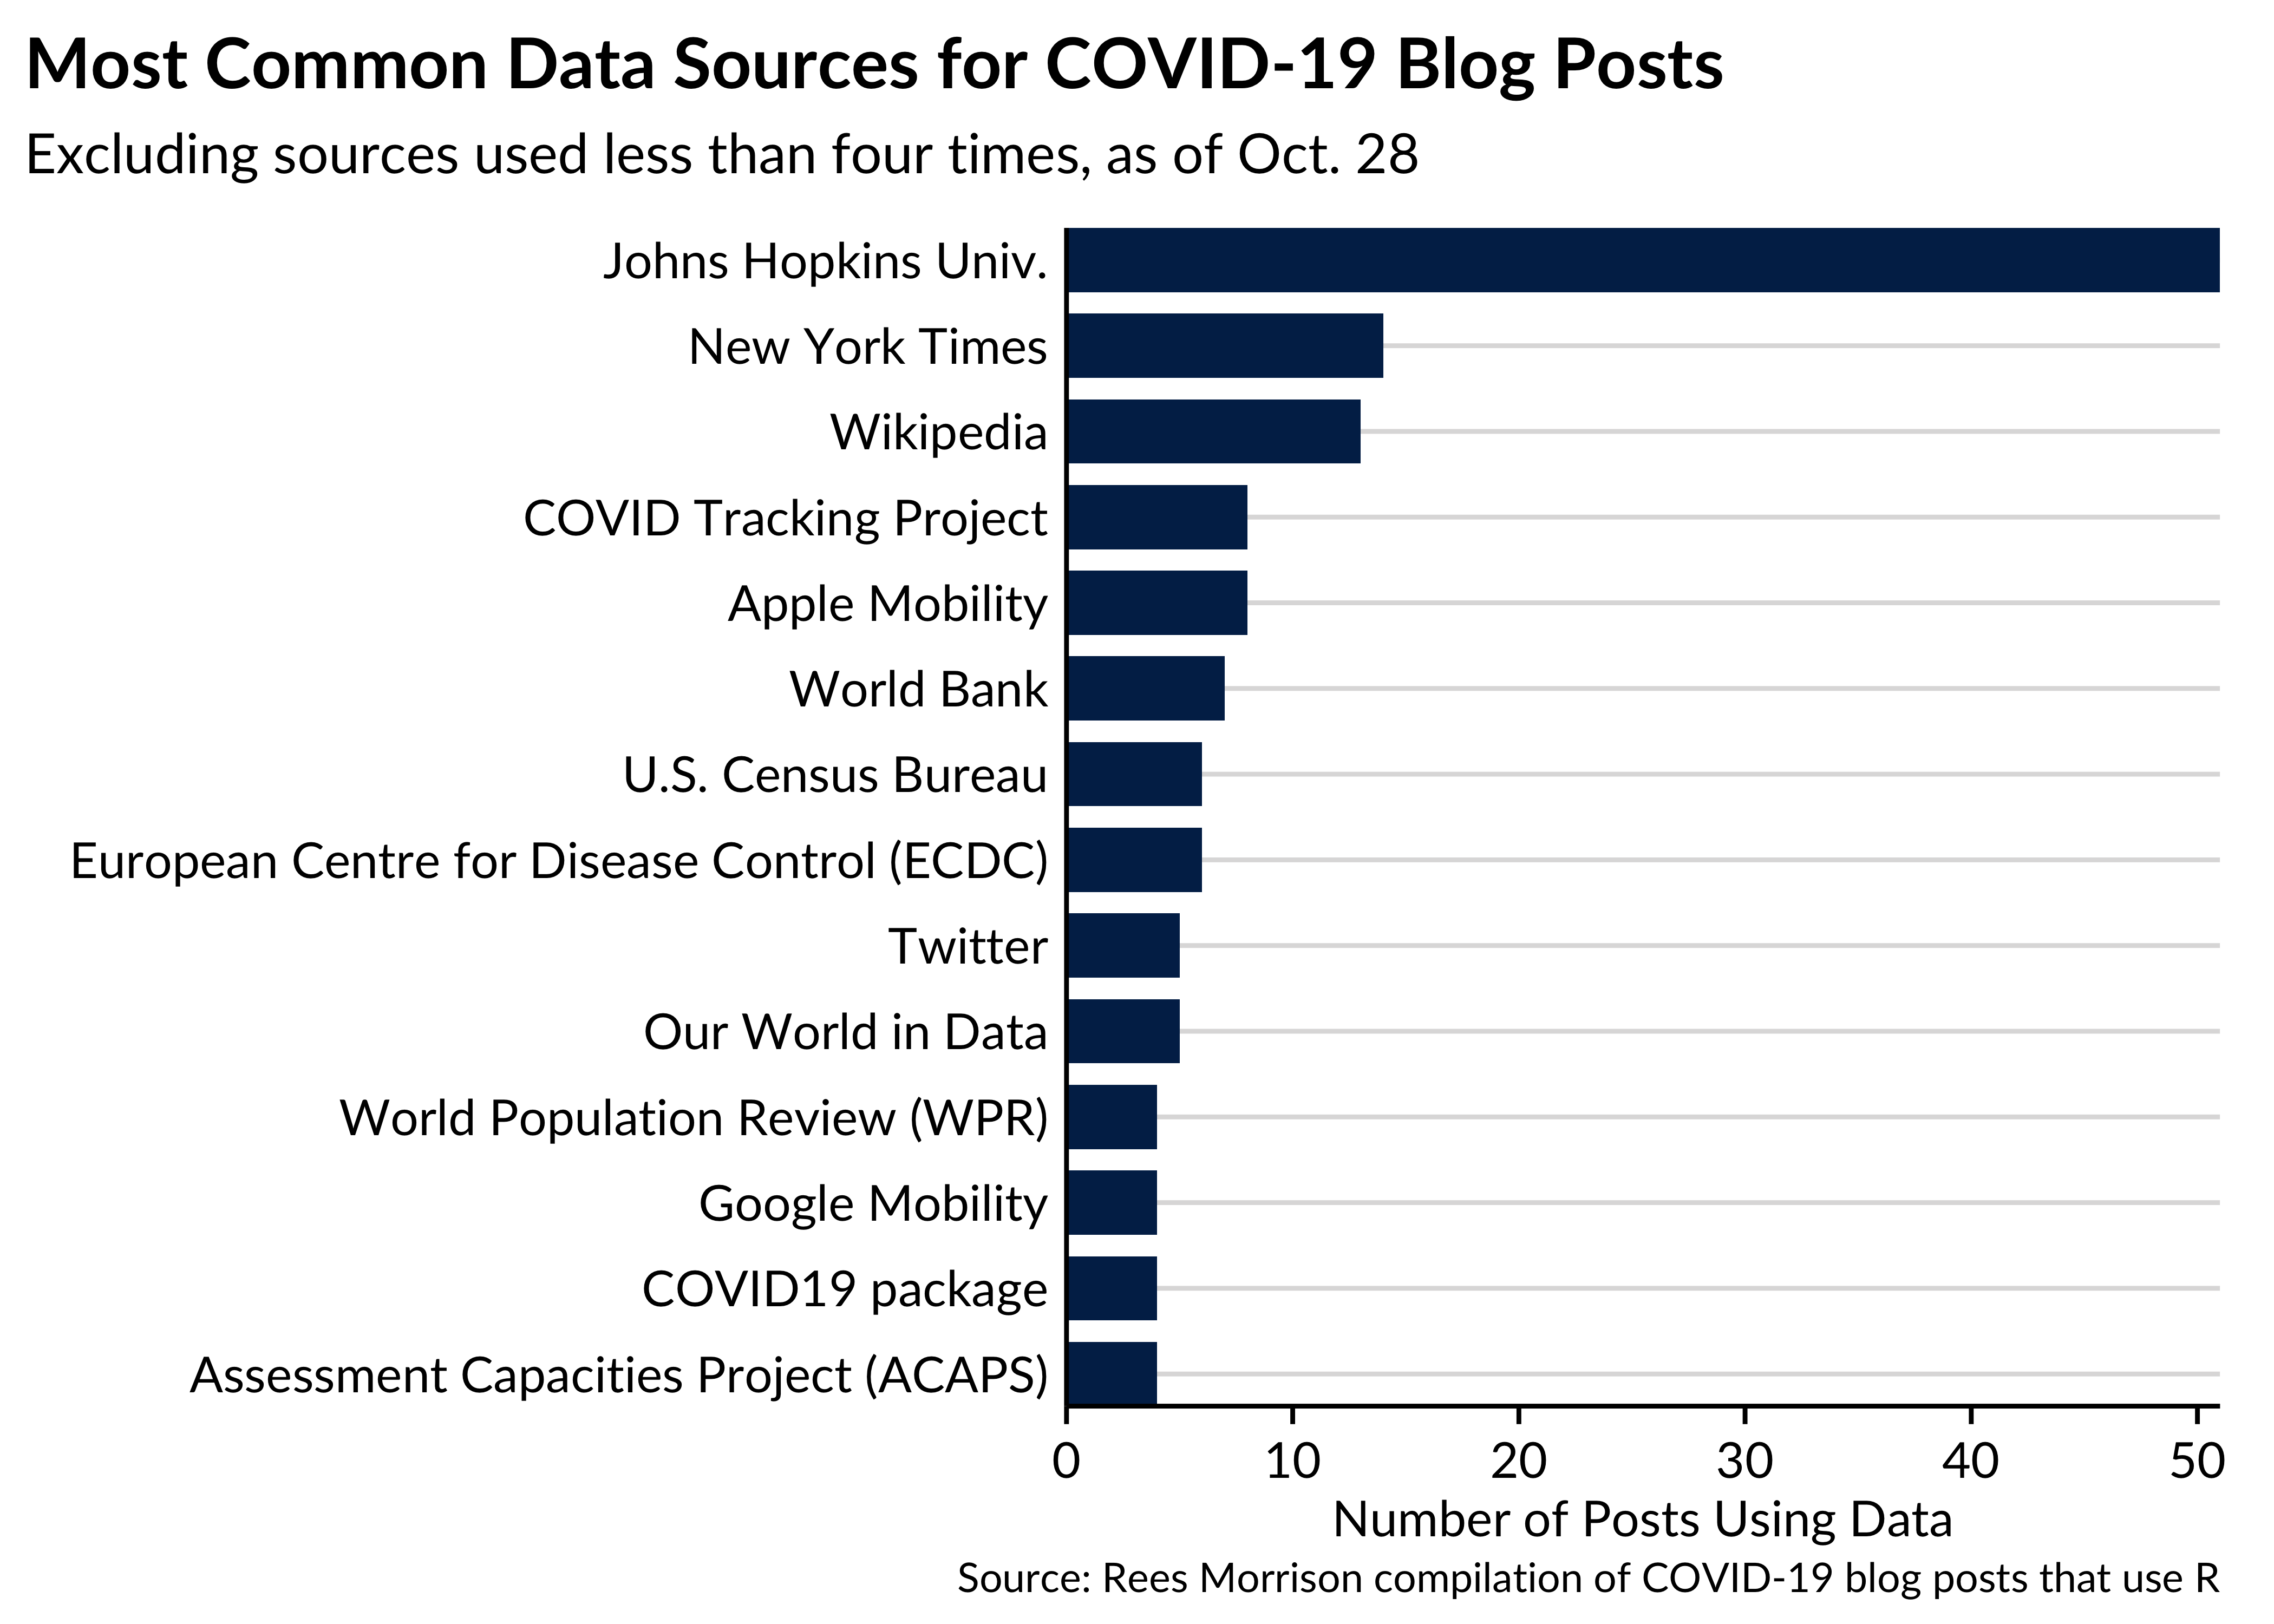 Most Common Data Sources for COVID-19 Blog Posts
Excluding sources used less than four times, as of Oct. 28
Johns Hopkins Univ.
New York Times
Wikipedia
COVID Tracking Project
Apple Mobility
World Bank
U.S. Census Bureau
European Centre for Disease Control (ECDC)
Twitter
Our World in Data
World Population Review (WPR)
Google Mobility
COVID19 package
Assessment Capacities Project (ACAPS)
0 10 20 30 40 50
Number of Posts Using Data
Source: Rees Morrison compilation of COVID-19 blog posts that use R